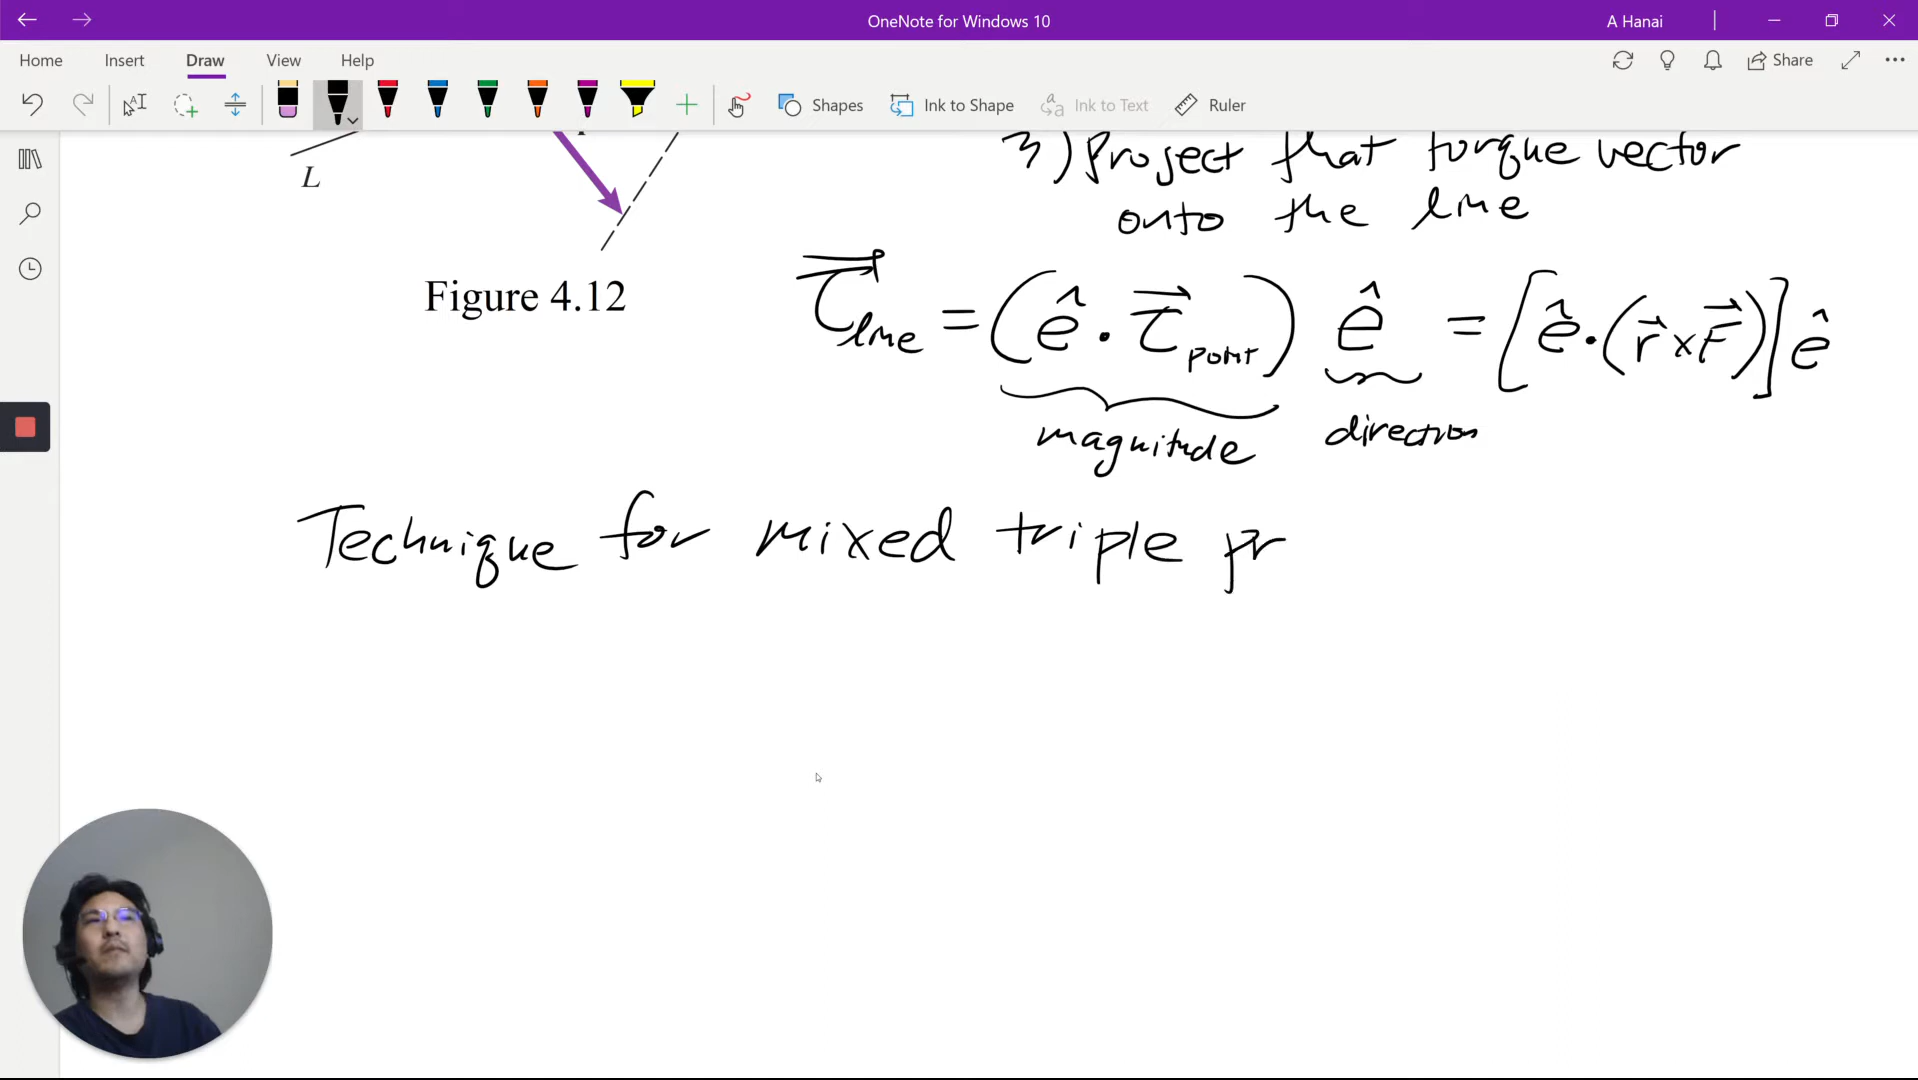 OneNote for Windows 10
A Hanai
Home Insert Draw View Help
Share
Shapes Ink to Shape Ink to Text Ruler
L
3) Project that torque vector
onto the line
Figure 4.12
τ⃗line = (ê · τ⃗point) ê = [ê · (r⃗ × F⃗)] ê
magnitude direction
Technique for mixed triple pr